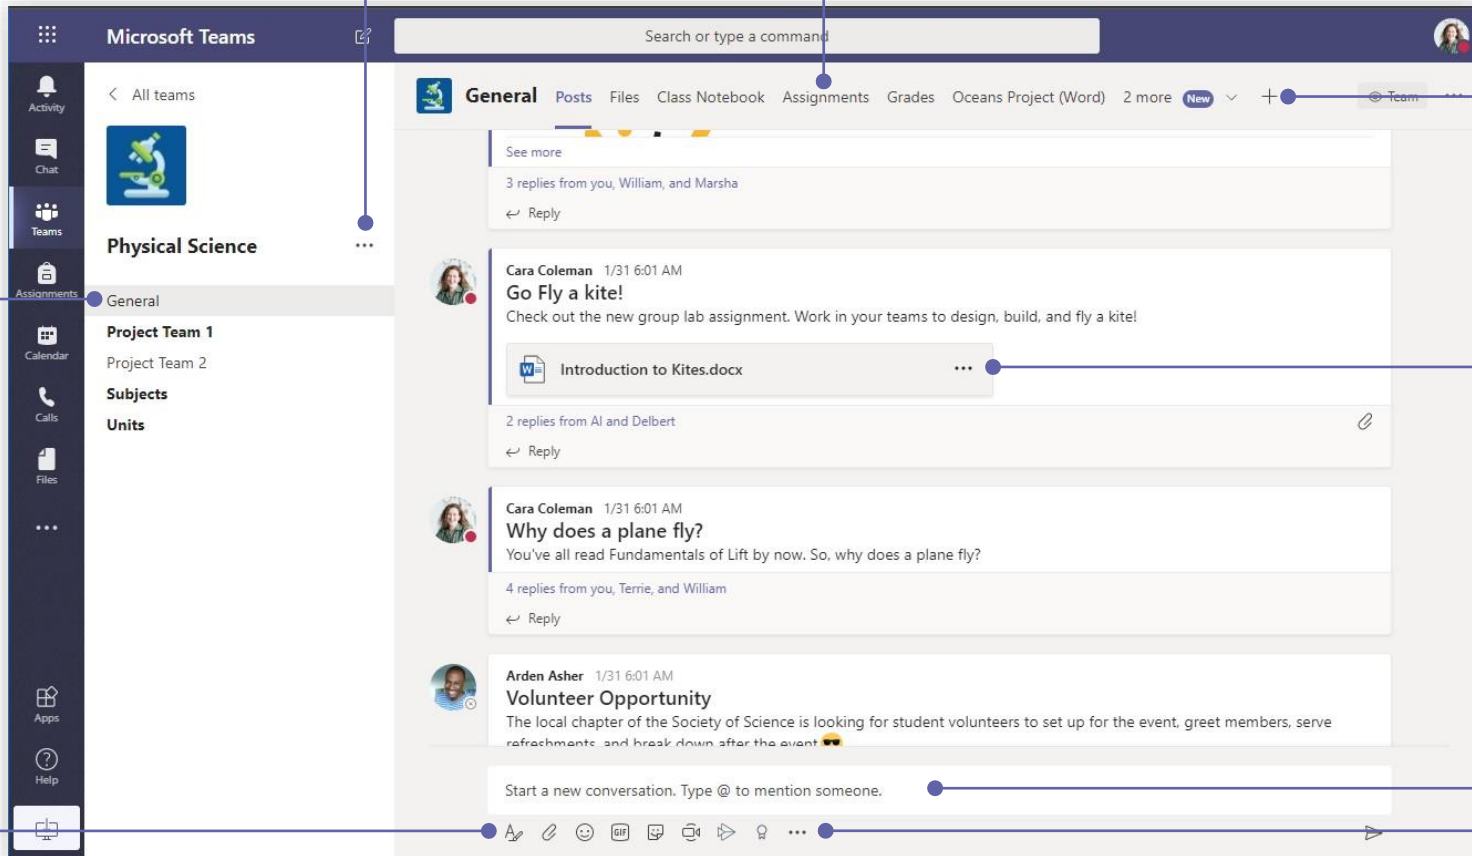 Microsoft Teams
Search or type a command
Activity
Chat
Teams
Assignments
Calendar
Calls
Files
Apps
Help
All teams
Physical Science
General
Project Team 1
Project Team 2
Subjects
Units
General Posts Files Class Notebook Assignments Grades Oceans Project (Word) 2 more New
Team
See more
3 replies from you, William, and Marsha
Reply
Cara Coleman 1/31 6:01 AM
Go Fly a kite!
Check out the new group lab assignment. Work in your teams to design, build, and fly a kite!
Introduction to Kites.docx
2 replies from Al and Delbert
Reply
Cara Coleman 1/31 6:01 AM
Why does a plane fly?
You've all read Fundamentals of Lift by now. So, why does a plane fly?
4 replies from you, Terrie, and William
Reply
Arden Asher 1/31 6:01 AM
Volunteer Opportunity
The local chapter of the Society of Science is looking for student volunteers to set up for the event, greet members, serve
refreshments, and break down after the event 😎
Start a new conversation. Type @ to mention someone.
GIF